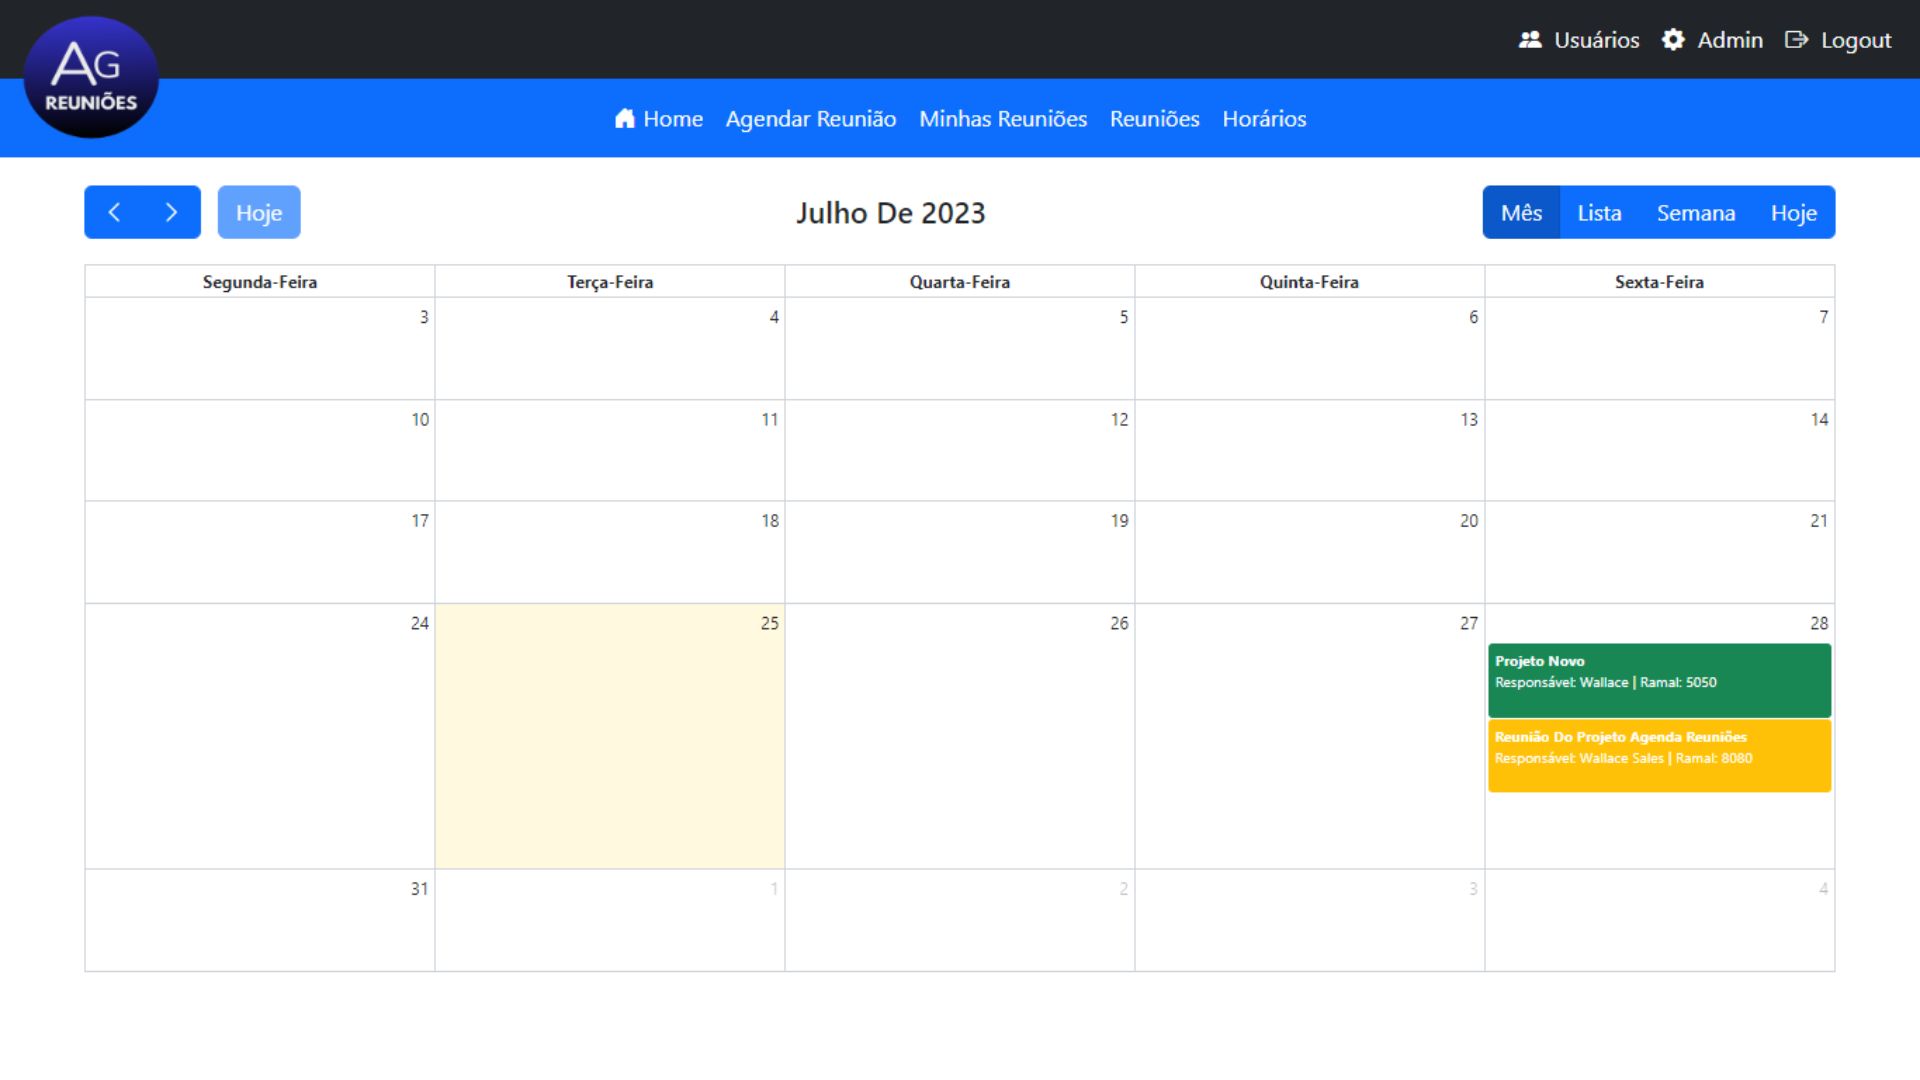 AG
REUNIÕES
Usuários Admin Logout
Home Agendar Reunião Minhas Reuniões Reuniões Horários
Hoje
Julho De 2023
Mês Lista Semana Hoje
Segunda-Feira Terça-Feira Quarta-Feira Quinta-Feira Sexta-Feira
3 4 5 6 7
10 11 12 13 14
17 18 19 20 21
24 25 26 27 28
Projeto Novo
Responsável: Wallace | Ramal: 5050
Reunião Do Projeto Agenda Reuniões
Responsável: Wallace Sales | Ramal: 8080
31 1 2 3 4